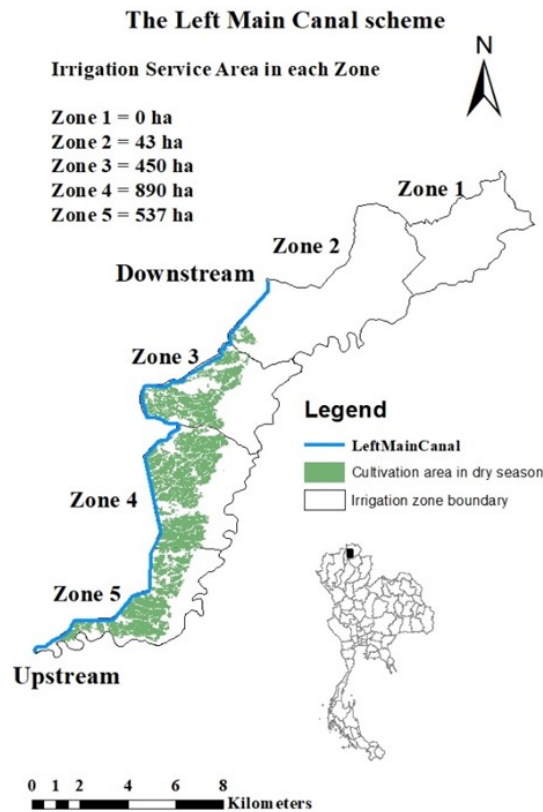 The Left Main Canal scheme
Irrigation Service Area in each Zone
N
Zone 1 = 0 ha
Zone 2 = 43 ha
Zone 3 = 450 ha
Zone 4 = 890 ha
Zone 5 = 537 ha
Zone 1
Zone 2
Downstream
Zone 3
Legend
LeftMainCanal
Cultivation area in dry season
Irrigation zone boundary
Zone 4
Zone 5
Upstream
0 1 2 4 6 8
Kilometers